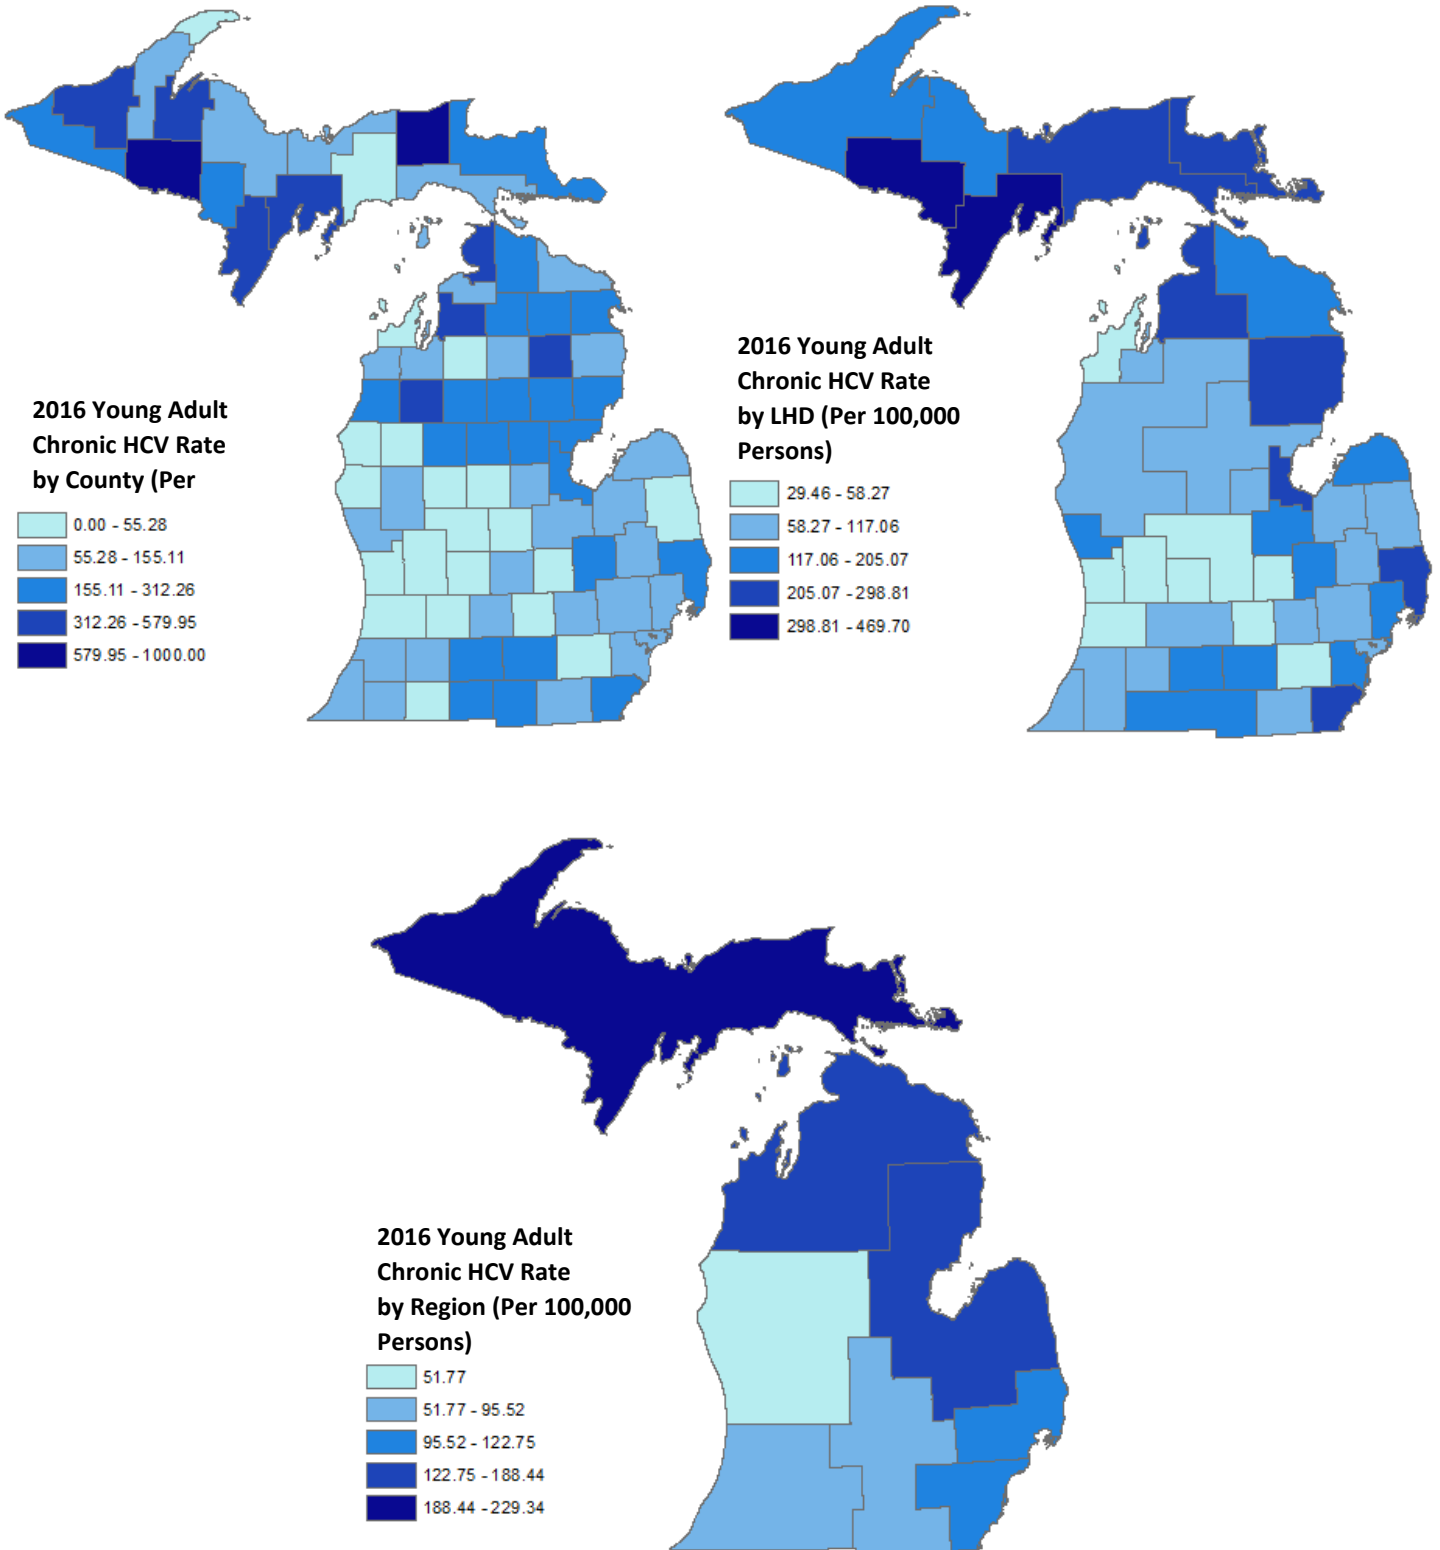 2016 Young Adult
Chronic HCV Rate
by County (Per
0.00 - 55.28
55.28 - 155.11
155.11 - 312.26
312.26 - 579.95
579.95 - 1000.00
2016 Young Adult
Chronic HCV Rate
by LHD (Per 100,000
Persons)
29.46 - 58.27
58.27 - 117.06
117.06 - 205.07
205.07 - 298.81
298.81 - 469.70
2016 Young Adult
Chronic HCV Rate
by Region (Per 100,000
Persons)
51.77
51.77 - 95.52
95.52 - 122.75
122.75 - 188.44
188.44 - 229.34